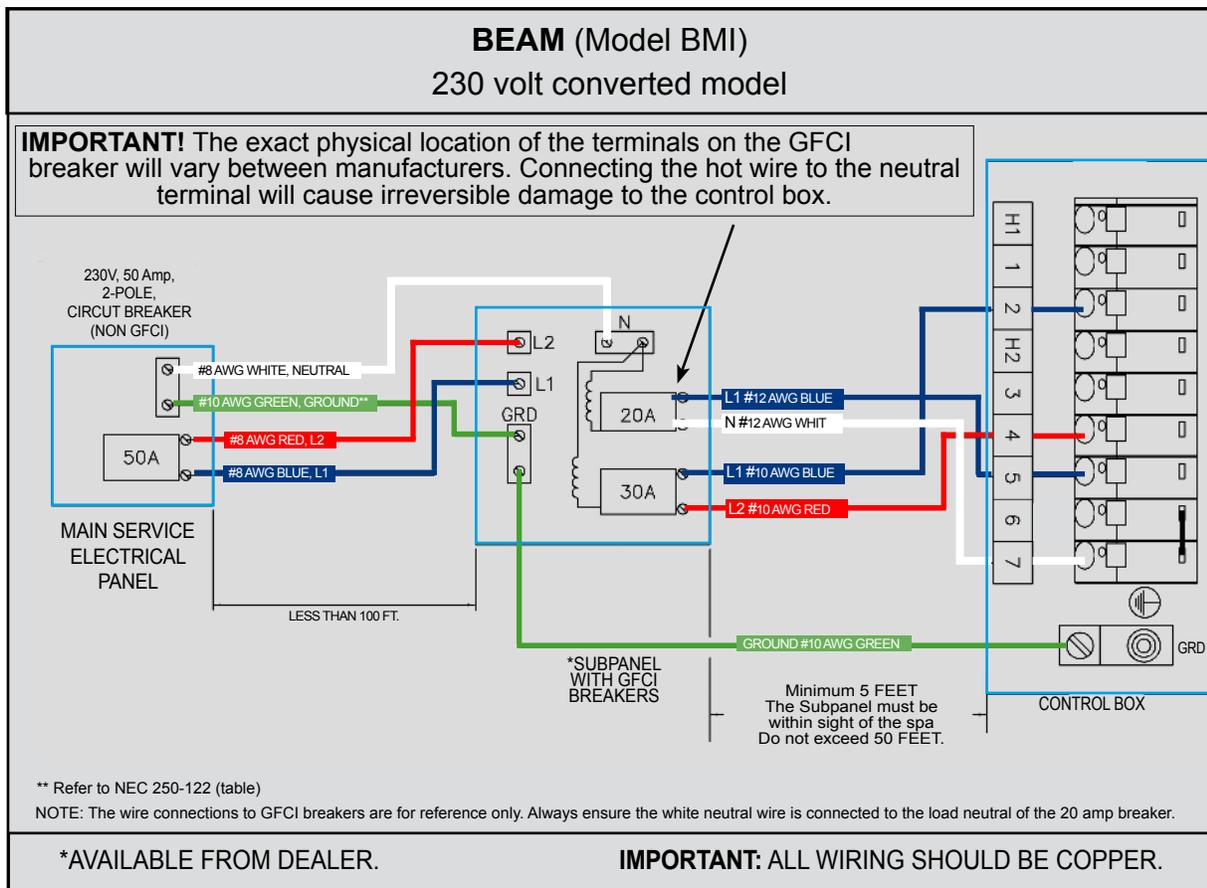 BEAM (Model BMI)
230 volt converted model
IMPORTANT! The exact physical location of the terminals on the GFCI
breaker will vary between manufacturers. Connecting the hot wire to the neutral
terminal will cause irreversible damage to the control box.
230V, 50 Amp,
2-POLE,
CIRCUT BREAKER
(NON GFCI)
#8 AWG WHITE, NEUTRAL
#10 AWG GREEN, GROUND**
#8 AWG RED, L2
#8 AWG BLUE, L1
50A
MAIN SERVICE
ELECTRICAL
PANEL
LESS THAN 100 FT.
L2
L1
GRD
N
20A
30A
*SUBPANEL
WITH GFCI
BREAKERS
L1 #12 AWG BLUE
N #12 AWG WHIT
L1 #10 AWG BLUE
L2 #10 AWG RED
GROUND #10 AWG GREEN
Minimum 5 FEET
The Subpanel must be
within sight of the spa
Do not exceed 50 FEET.
H1
1
2
H2
3
4
5
6
7
GRD
CONTROL BOX
** Refer to NEC 250-122 (table)
NOTE: The wire connections to GFCI breakers are for reference only. Always ensure the white neutral wire is connected to the load neutral of the 20 amp breaker.
*AVAILABLE FROM DEALER.
IMPORTANT: ALL WIRING SHOULD BE COPPER.